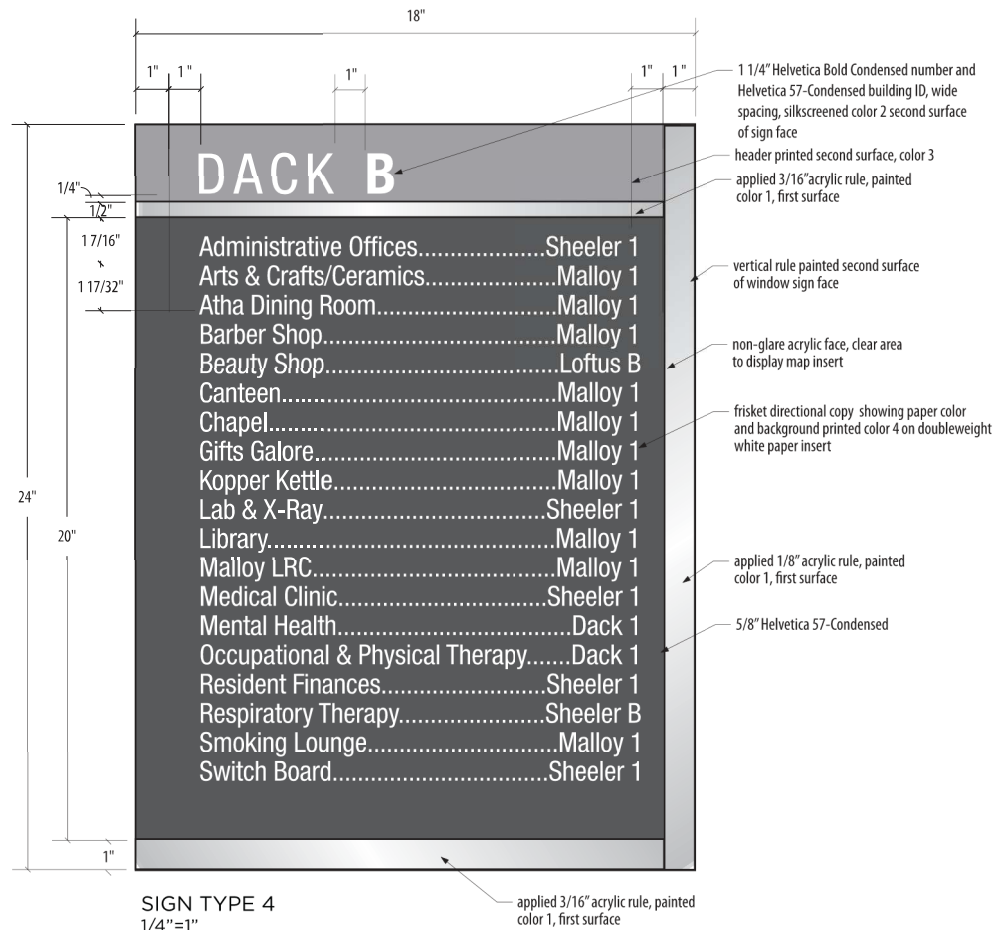 18"
1"
1"
1"
1"
1"
1 1/4" Helvetica Bold Condensed number and
Helvetica 57-Condensed building ID, wide
spacing, silkscreened color 2 second surface
of sign face
header printed second surface, color 3
applied 3/16" acrylic rule, painted
color 1, first surface
DACK B
1/4"
1/2"
1 7/16"
1 17/32"
24"
20"
1"
Administrative Offices..........................Sheeler 1
Arts & Crafts/Ceramics..........................Malloy 1
Atha Dining Room..........................Malloy 1
Barber Shop..........................Malloy 1
Beauty Shop..........................Loftus B
Canteen..........................Malloy 1
Chapel..........................Malloy 1
Gifts Galore..........................Malloy 1
Kopper Kettle..........................Malloy 1
Lab & X-Ray..........................Sheeler 1
Library..........................Malloy 1
Malloy LRC..........................Malloy 1
Medical Clinic..........................Sheeler 1
Mental Health..........................Dack 1
Occupational & Physical Therapy.......Dack 1
Resident Finances..........................Sheeler 1
Respiratory Therapy..........................Sheeler B
Smoking Lounge..........................Malloy 1
Switch Board..........................Sheeler 1
vertical rule painted second surface
of window sign face
non-glare acrylic face, clear area
to display map insert
frisket directional copy showing paper color
and background printed color 4 on doubleweight
white paper insert
applied 1/8" acrylic rule, painted
color 1, first surface
5/8" Helvetica 57-Condensed
applied 3/16" acrylic rule, painted
color 1, first surface
SIGN TYPE 4
1/4"=1"